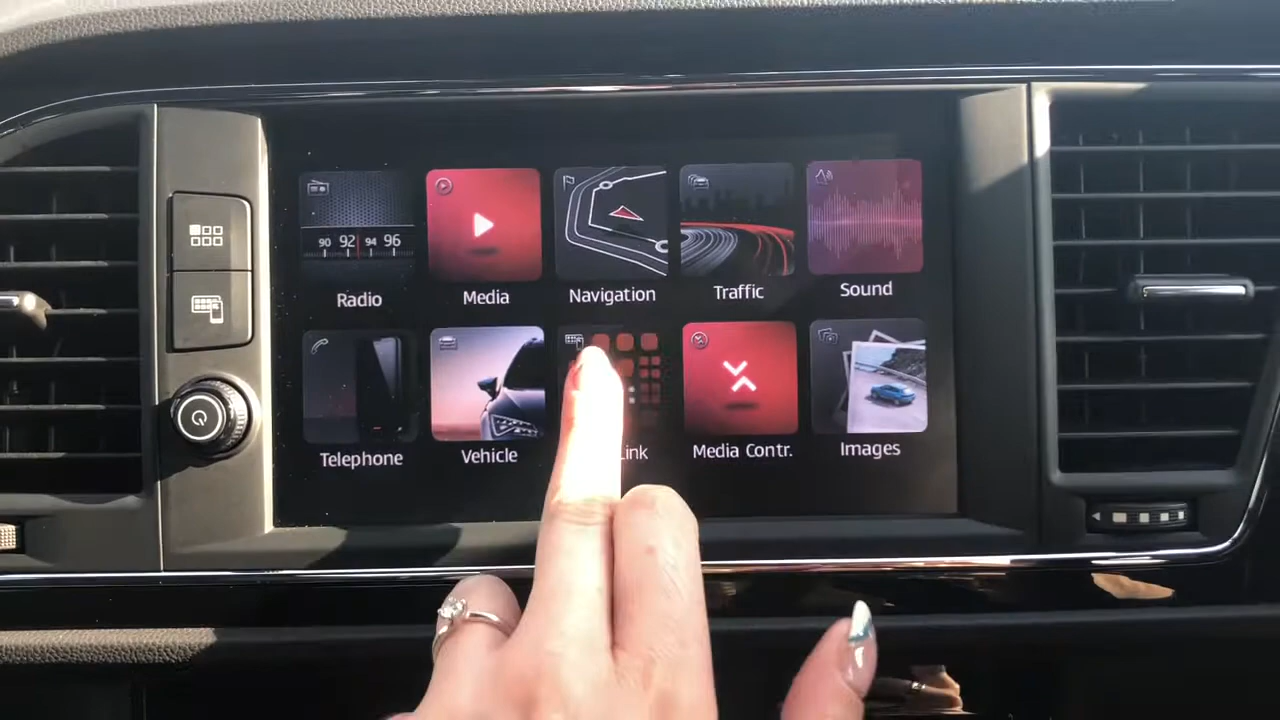 90 92 94 96
Radio Media Navigation Traffic Sound
Telephone Vehicle Link Media Contr. Images